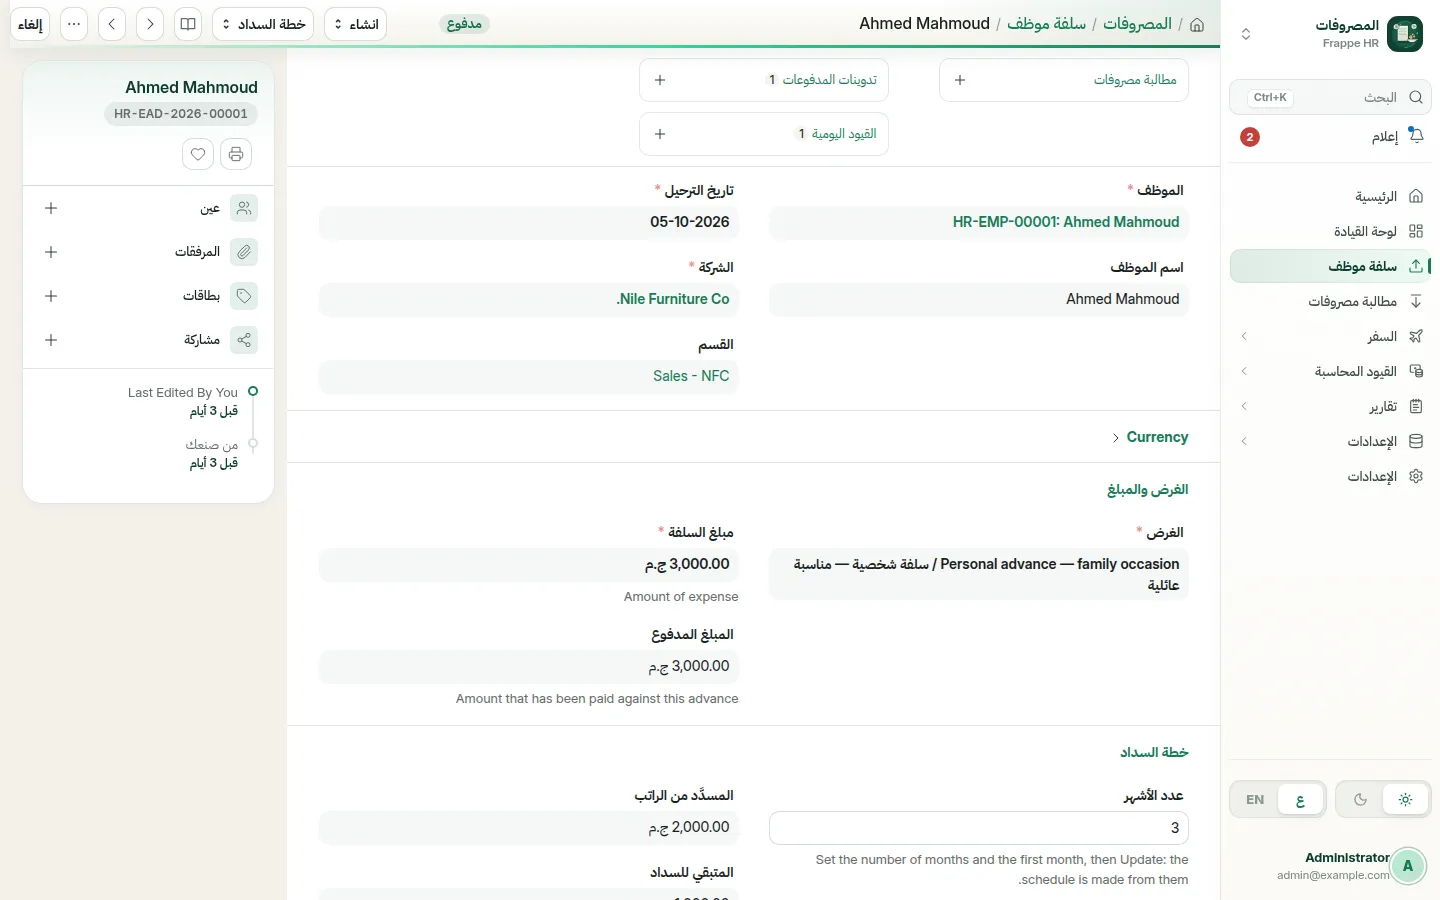 المصروفات
Frappe HR
البحث
Ctrl+K
إعلام
2
الرئيسية
لوحة القيادة
سلفة موظف
مطالبة مصروفات
السفر
القيود المحاسبة
تقارير
الإعدادات
الإعدادات
EN
ع
Administrator
admin@example.com
A
المصروفات / سلفة موظف / Ahmed Mahmoud
مدفوع
انشاء
خطة السداد
إلغاء
مطالبة مصروفات
تدوينات المدفوعات 1
القيود اليومية 1
الموظف *
HR-EMP-00001: Ahmed Mahmoud
تاريخ الترحيل *
05-10-2026
اسم الموظف
Ahmed Mahmoud
الشركة *
Nile Furniture Co.
القسم
Sales - NFC
Currency
الغرض والمبلغ
الغرض *
Personal advance — family occasion / سلفة شخصية — مناسبة
عائلية
مبلغ السلفة *
3,000.00 ج.م
Amount of expense
المبلغ المدفوع
3,000.00 ج.م
Amount that has been paid against this advance
خطة السداد
عدد الأشهر
3
Set the number of months and the first month, then Update: the
schedule is made from them.
المسدَّد من الراتب
2,000.00 ج.م
المتبقي للسداد
Ahmed Mahmoud
HR-EAD-2026-00001
عين
المرفقات
بطاقات
مشاركة
Last Edited By You
قبل 3 أيام
من صنعك
قبل 3 أيام